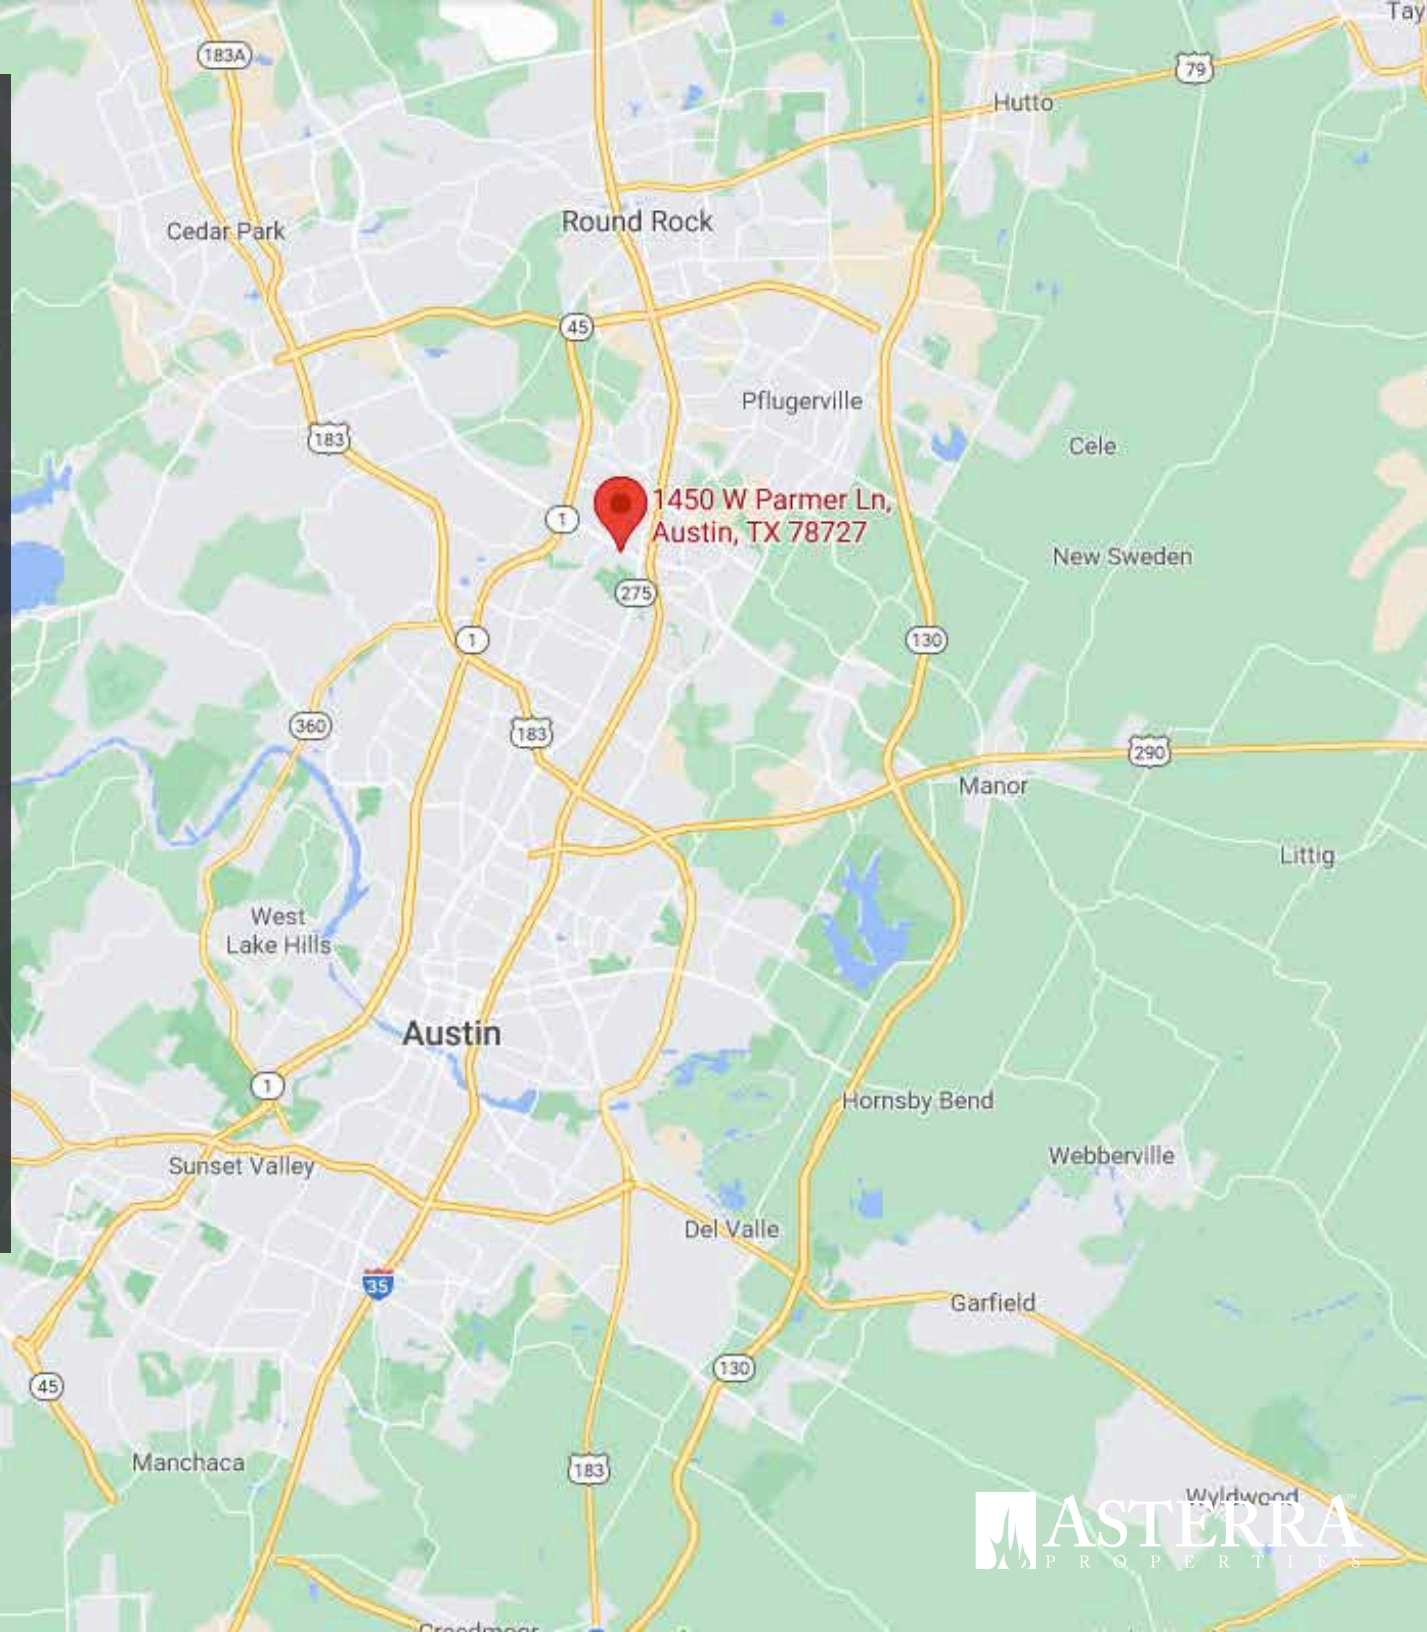 Tay
183A
79
Hutto
Cedar Park
Round Rock
45
Pflugerville
183
Cele
1450 W Parmer Ln,
Austin, TX 78727
1
New Sweden
275
1
130
360
183
290
Manor
Littig
West
Lake Hills
Austin
1
Hornsby Bend
Webberville
Sunset Valley
Del Valle
35
Garfield
130
45
Manchaca
183
Wyldwood
ASTERRA™
PROPERTIES
Creedmoor